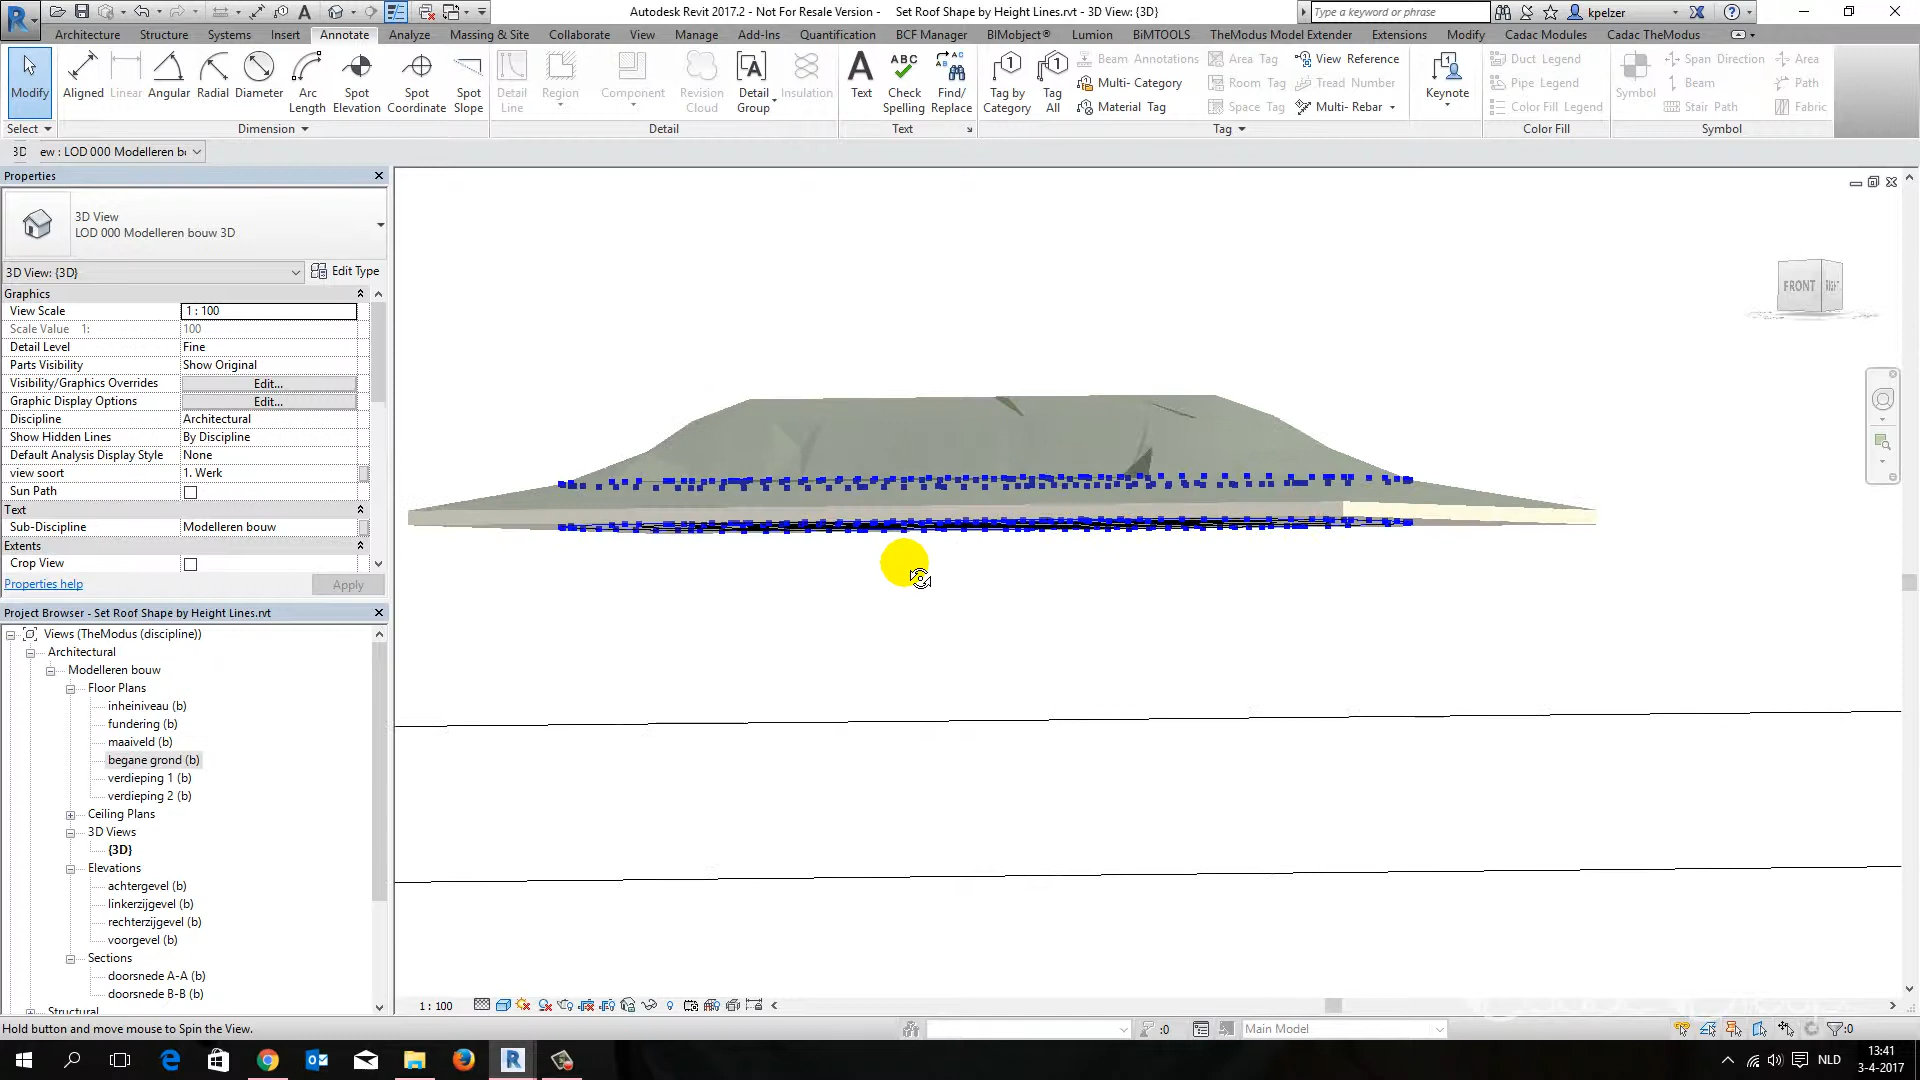 Autodesk Revit 2017.2 - Not For Resale Version - Set Roof Shape by Height Lines.rvt - 3D View: {3D}
Type a keyword or phrase
kpelzer
Architecture Structure Systems Insert Annotate Analyze Massing & Site Collaborate View Manage Add-Ins Quantification BCF Manager BIMobject® Lumion BiMTOOLS TheModus Model Extender Extensions Modify Cadac Modules Cadac TheModus
Modify
Aligned
Linear
Angular
Radial
Diameter
Arc
Length
Spot
Elevation
Spot
Coordinate
Spot
Slope
Detail
Line
Region
Component
Revision
Cloud
Detail
Group
Insulation
Text
Check
Spelling
Find/
Replace
Tag by
Category
Tag
All
Beam Annotations
Multi- Category
Material Tag
Area Tag
Room Tag
Space Tag
View Reference
Tread Number
Multi- Rebar
Keynote
Duct Legend
Pipe Legend
Color Fill Legend
Symbol
Span Direction
Beam
Stair Path
Area
Path
Fabric
Select
Dimension
Detail
Text
Tag
Color Fill
Symbol
3D ew : LOD 000 Modelleren b
Properties
3D View
LOD 000 Modelleren bouw 3D
3D View: {3D}
Edit Type
Graphics
View Scale 1 : 100
Scale Value 1: 100
Detail Level Fine
Parts Visibility Show Original
Visibility/Graphics Overrides Edit...
Graphic Display Options Edit...
Discipline Architectural
Show Hidden Lines By Discipline
Default Analysis Display Style None
view soort 1. Werk
Sun Path
Text
Sub-Discipline Modelleren bouw
Extents
Crop View
Properties help
Apply
Project Browser - Set Roof Shape by Height Lines.rvt
Views (TheModus (discipline))
Architectural
Modelleren bouw
Floor Plans
inheiniveau (b)
fundering (b)
maaiveld (b)
begane grond (b)
verdieping 1 (b)
verdieping 2 (b)
Ceiling Plans
3D Views
{3D}
Elevations
achtergevel (b)
linkerzijgevel (b)
rechterzijgevel (b)
voorgevel (b)
Sections
doorsnede A-A (b)
doorsnede B-B (b)
Structural
FRONT
RIGHT
1 : 100
Hold button and move mouse to Spin the View.
:0
Main Model
:0
NLD
13:41
3-4-2017